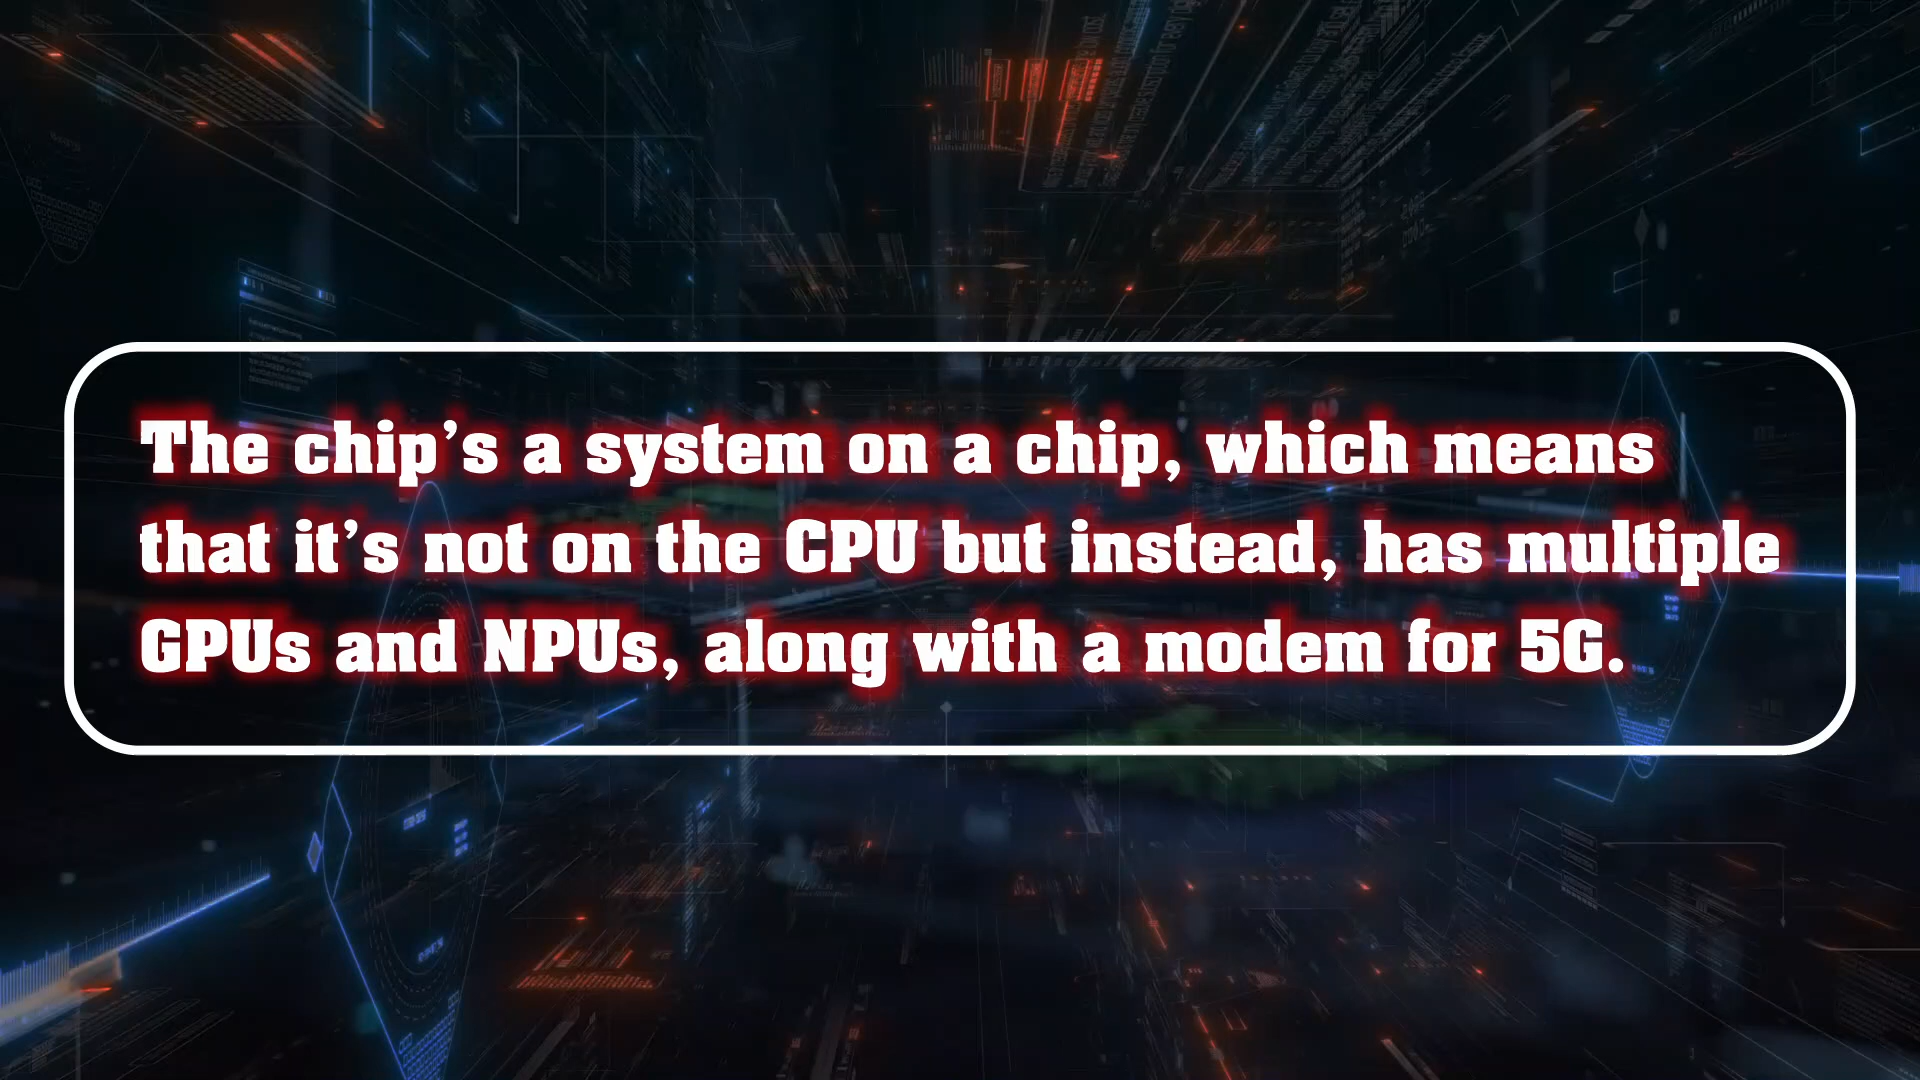 The chip’s a system on a chip, which means
that it’s not on the CPU but instead, has multiple
GPUs and NPUs, along with a modem for 5G.